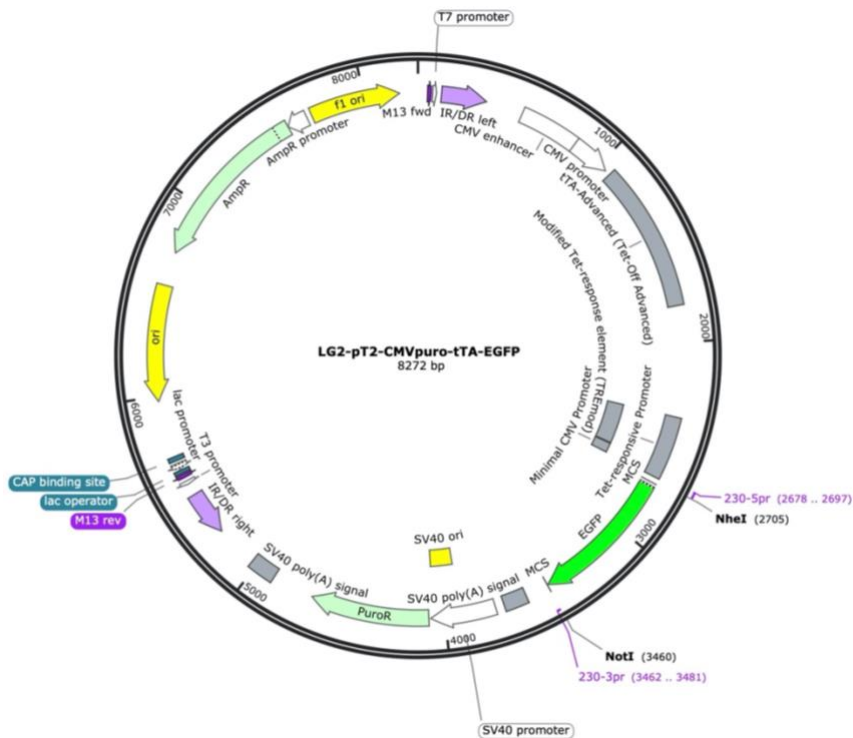 T7 promoter
8000
f1 ori
M13 fwd
IR/DR left
AmpR promoter
CMV enhancer
1000
CMV promoter
AmpR
tTA-Advanced (Tet-Off Advanced)
7000
Modified Tet-response element (TREmod)
2000
ori
LG2-pT2-CMVpuro-tTA-EGFP
8272 bp
Minimal CMV Promoter
Tet-responsive Promoter
6000
lac promoter
T3 promoter
MCS
CAP binding site
lac operator
M13 rev
IR/DR right
230-5pr (2678 .. 2697)
NheI (2705)
EGFP
3000
SV40 ori
SV40 poly(A) signal
SV40 poly(A) signal
MCS
5000
PuroR
4000
NotI (3460)
230-3pr (3462 .. 3481)
SV40 promoter